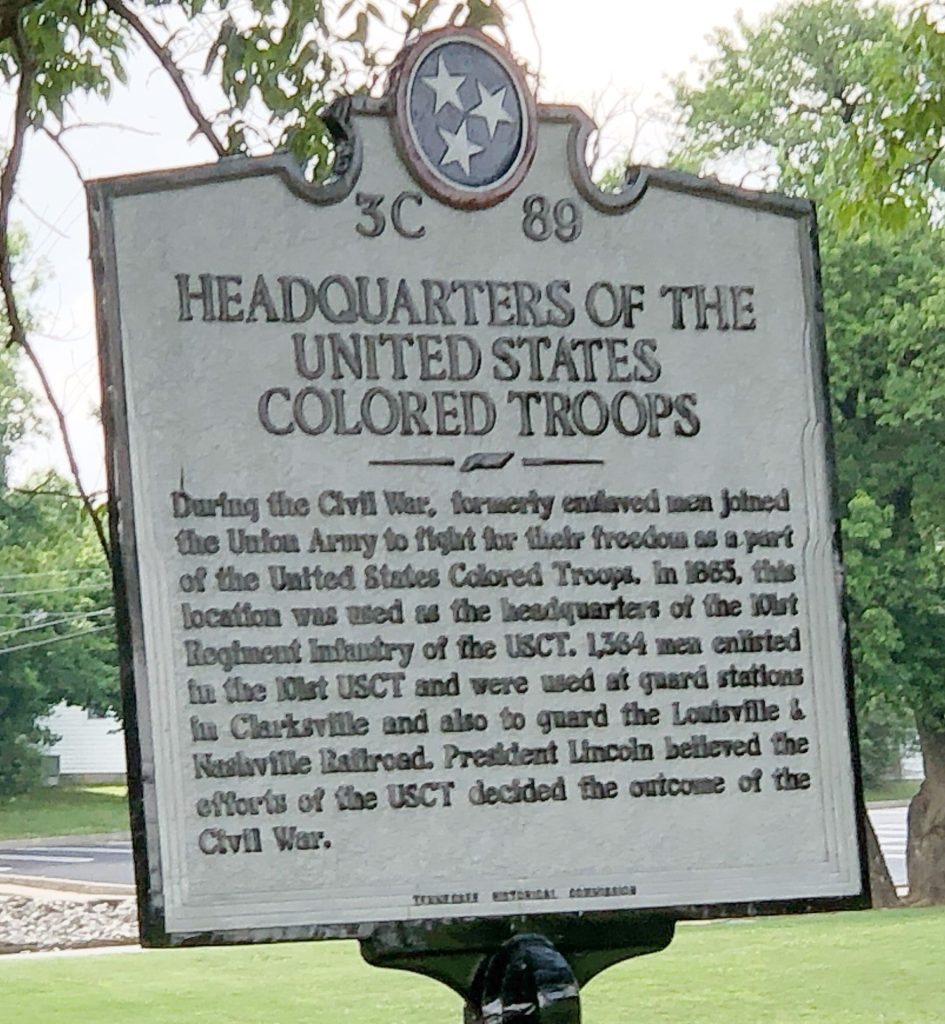 3C 89
HEADQUARTERS OF THE
UNITED STATES
COLORED TROOPS
During the Civil War, formerly enslaved men joined
the Union Army to fight for their freedom as a part
of the United States Colored Troops. In 1865, this
location was used as the headquarters of the 101st
Regiment Infantry of the USCT. 1,364 men enlisted
in the 101st USCT and were used at guard stations
in Clarksville and also to guard the Louisville &
Nashville Railroad. President Lincoln believed the
efforts of the USCT decided the outcome of the
Civil War.
TENNESSEE HISTORICAL COMMISSION